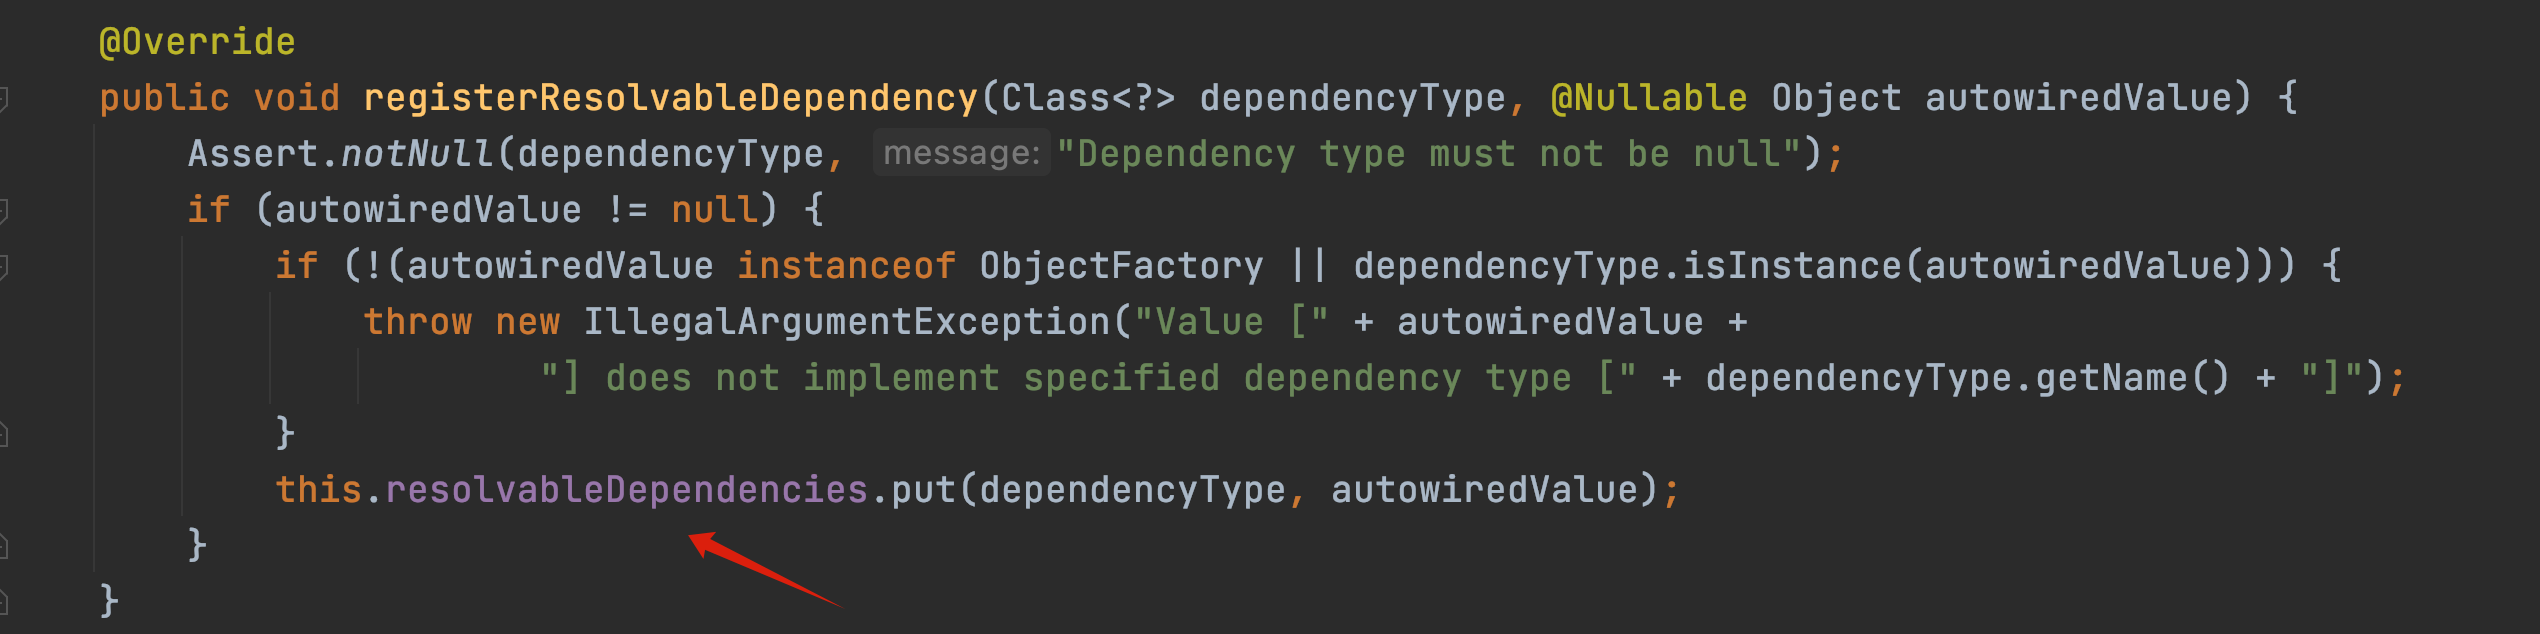 @Override
public void registerResolvableDependency(Class<?> dependencyType, @Nullable Object autowiredValue) {
Assert.notNull(dependencyType, message: "Dependency type must not be null");
if (autowiredValue != null) {
if (!(autowiredValue instanceof ObjectFactory || dependencyType.isInstance(autowiredValue))) {
throw new IllegalArgumentException("Value [" + autowiredValue +
"] does not implement specified dependency type [" + dependencyType.getName() + "]");
}
this.resolvableDependencies.put(dependencyType, autowiredValue);
}
}